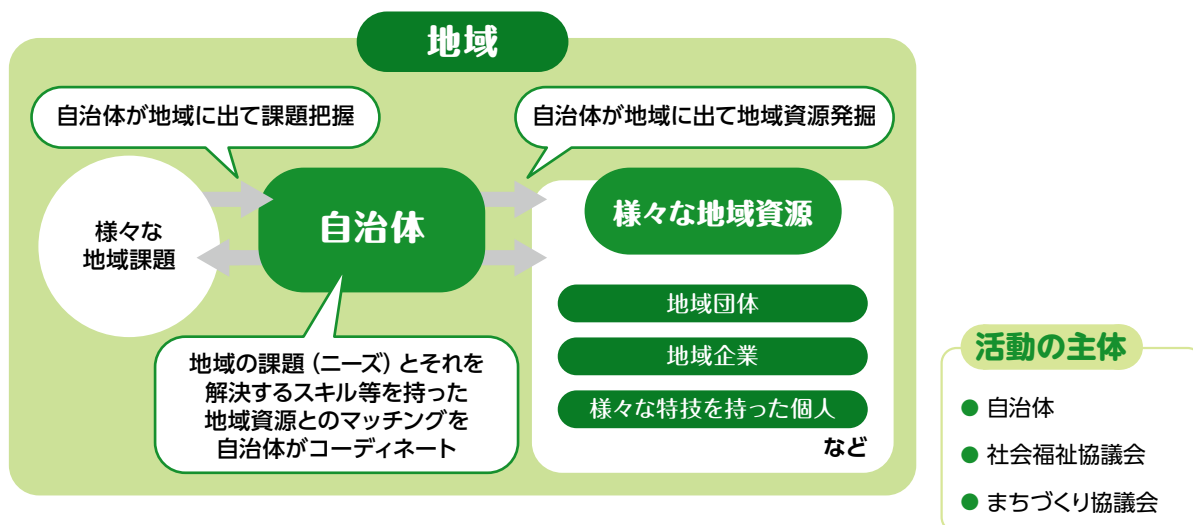 地域
自治体が地域に出て課題把握
自治体が地域に出て地域資源発掘
様々な
地域課題
自治体
様々な地域資源
地域団体
地域企業
様々な特技を持った個人
など
地域の課題（ニーズ）とそれを
解決するスキル等を持った
地域資源とのマッチングを
自治体がコーディネート
活動の主体
● 自治体
● 社会福祉協議会
● まちづくり協議会